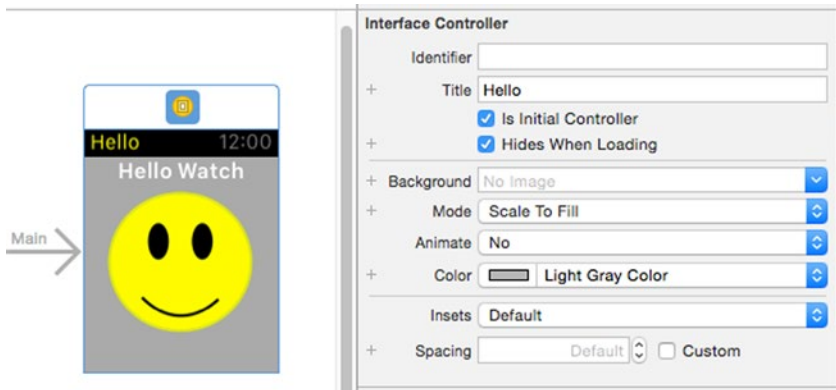 Hello 12:00
Hello Watch
Main
Interface Controller
Identifier
Title Hello
Is Initial Controller
Hides When Loading
Background No Image
Mode Scale To Fill
Animate No
Color Light Gray Color
Insets Default
Spacing Default Custom